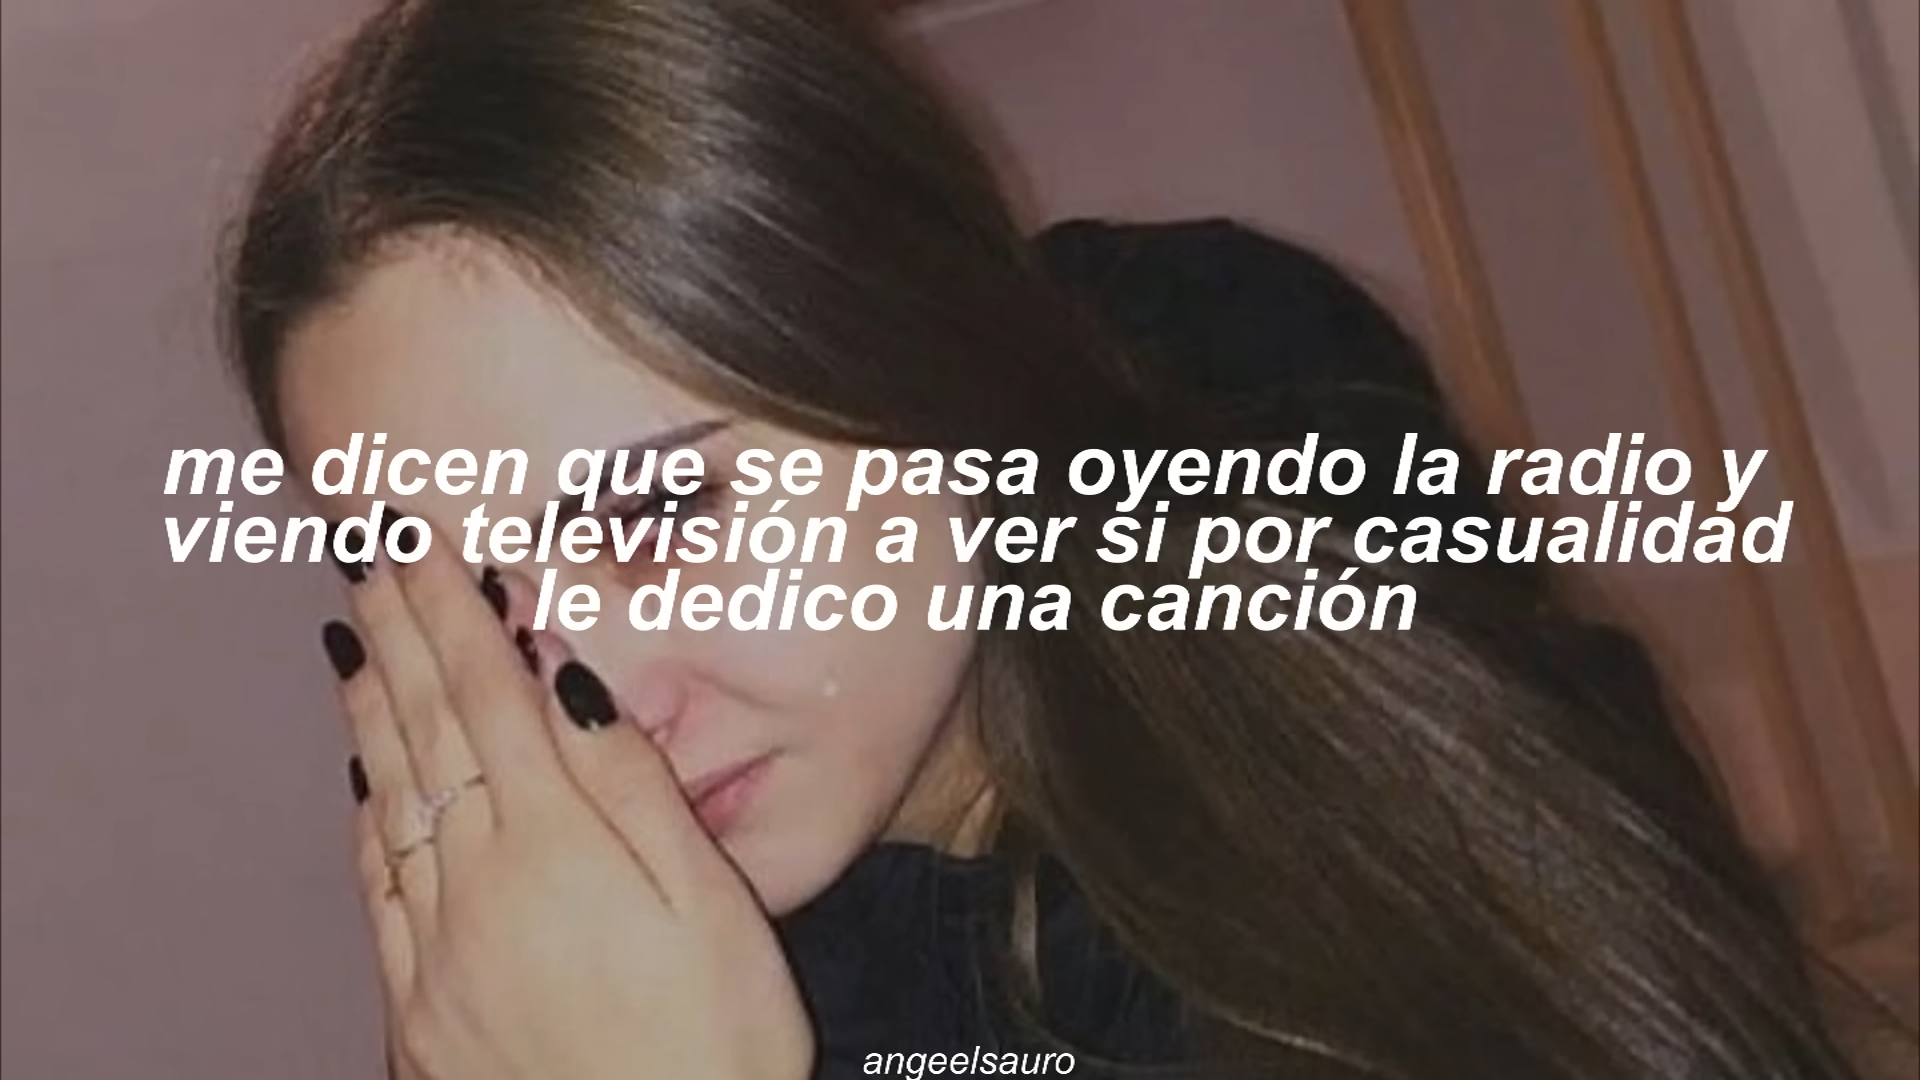 me dicen que se pasa oyendo la radio y
viendo televisión a ver si por casualidad
le dedico una canción
angeelsauro